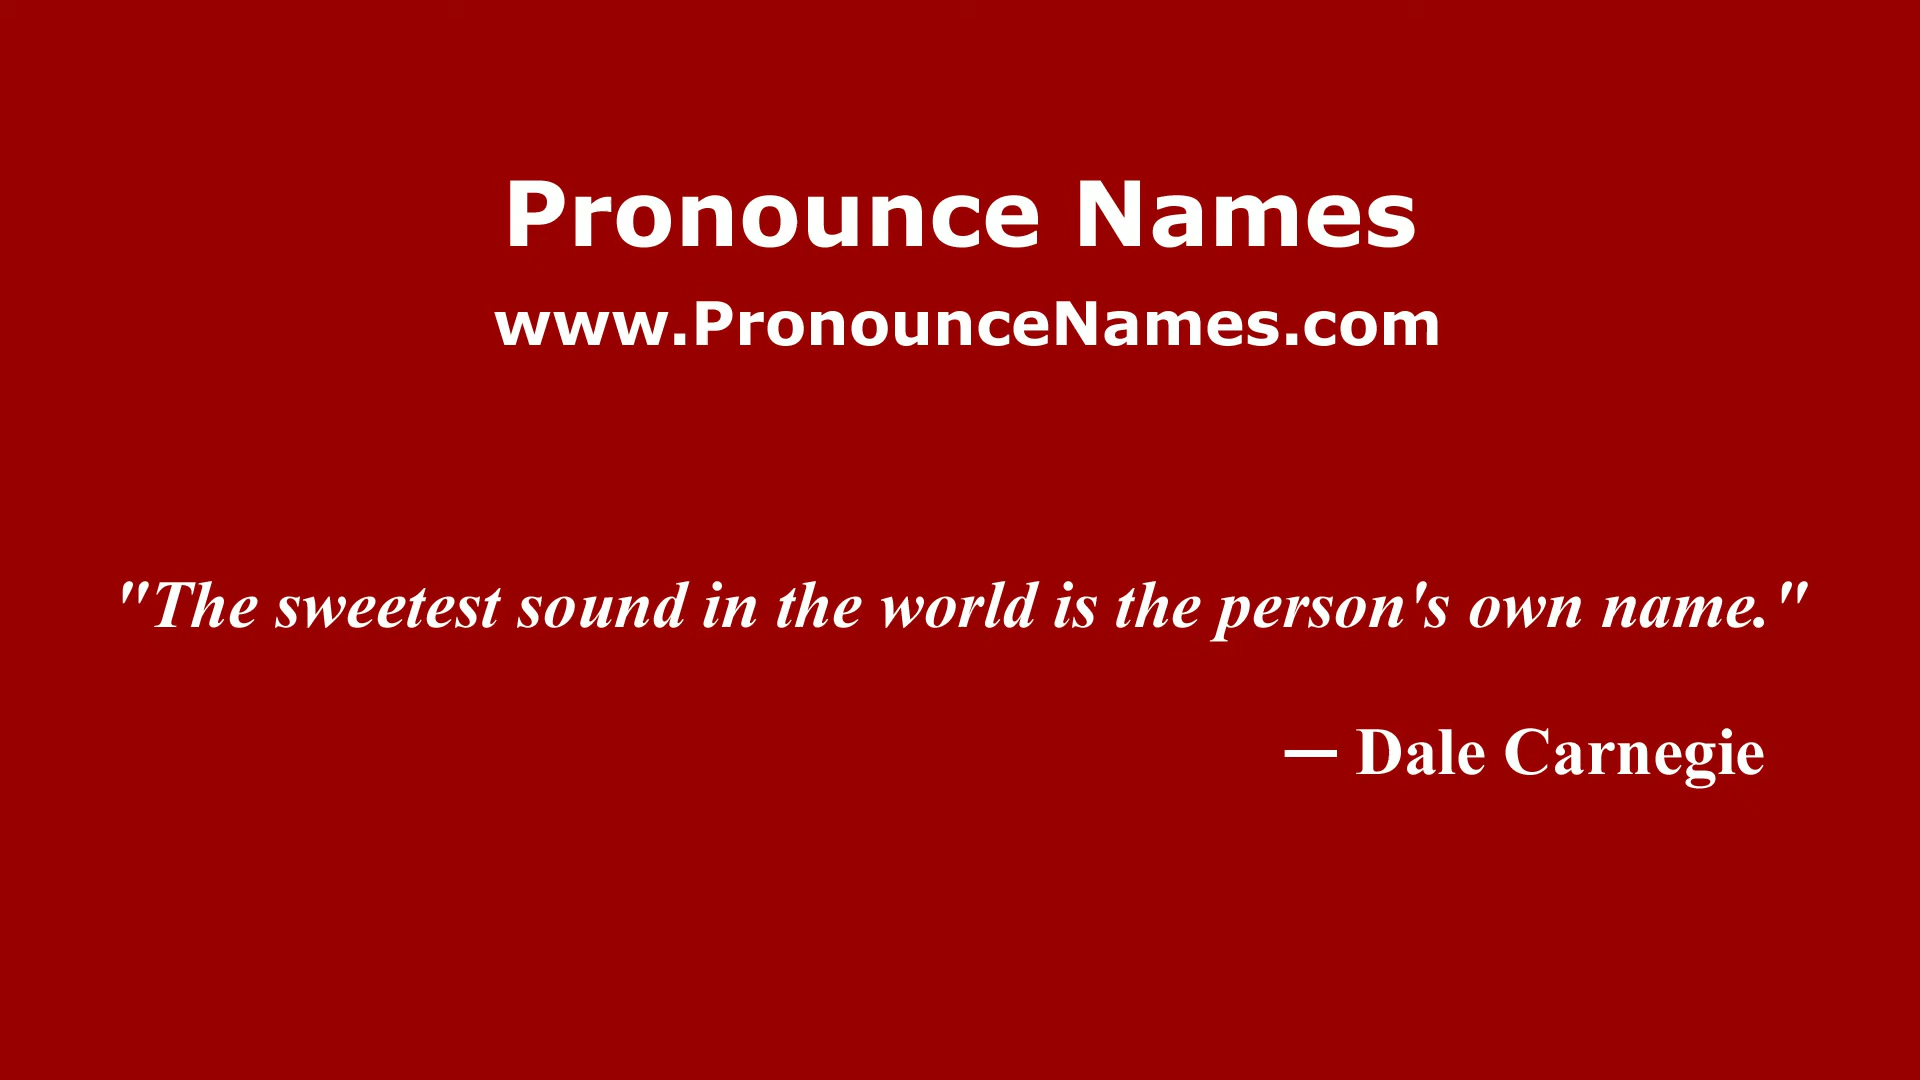 Pronounce Names
www.PronounceNames.com
"The sweetest sound in the world is the person's own name."
— Dale Carnegie